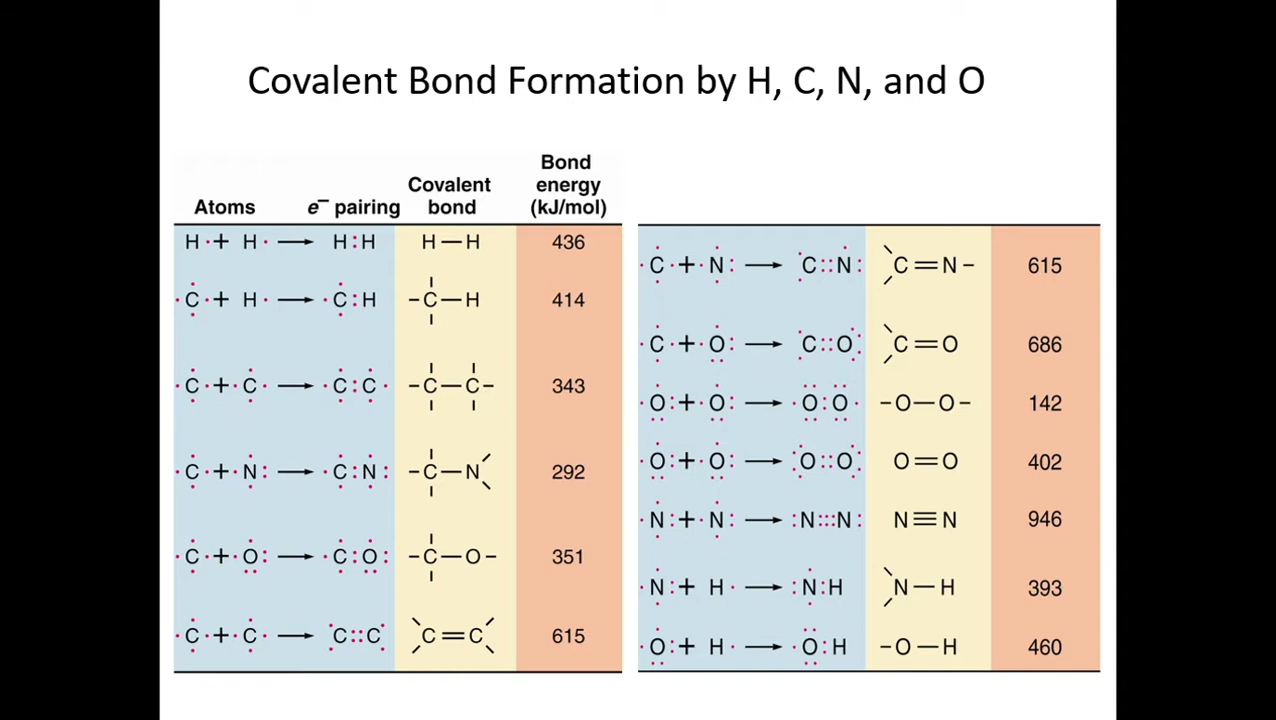 Covalent Bond Formation by H, C, N, and O
Atoms e⁻ pairing Covalent bond Bond energy (kJ/mol)
H· + H· ⟶ H:H H—H 436
·C· + H· ⟶ ·C:H –C—H 414
·C· + ·C· ⟶ ·C:C· –C—C– 343
·C· + ·N: ⟶ ·C:N: –C—N 292
·C· + ·O: ⟶ ·C:O: –C—O– 351
·C· + ·C· ⟶ C::C C=C 615
·C· + ·N: ⟶ C::N: C=N– 615
·C· + ·O: ⟶ C::O C=O 686
·O: + ·O: ⟶ ·O:O· –O—O– 142
·O: + ·O: ⟶ O::O O=O 402
·N: + ·N: ⟶ :N:::N: N≡N 946
·N: + H· ⟶ :N:H N—H 393
·O: + H· ⟶ ·O:H –O—H 460